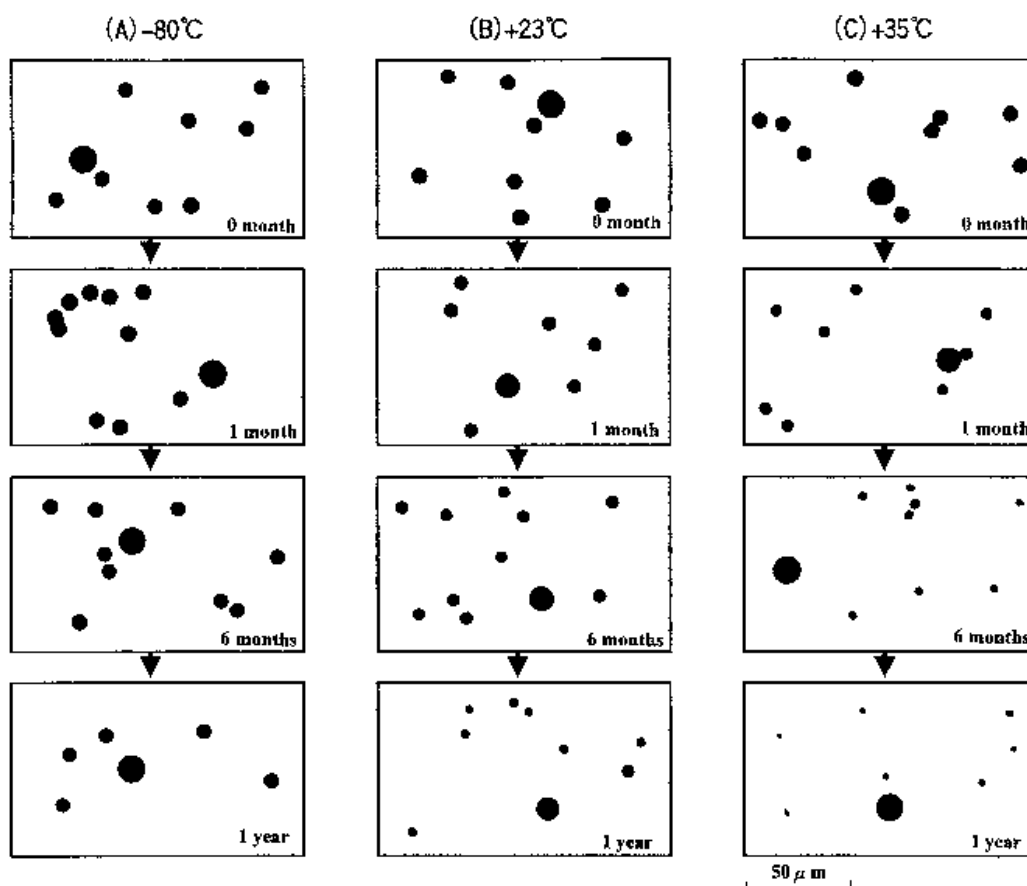 (A) -80℃
(B) +23℃
(C) +35℃
0 month
0 month
0 month
1 month
1 month
1 month
6 months
6 months
6 months
1 year
1 year
1 year
50 μm